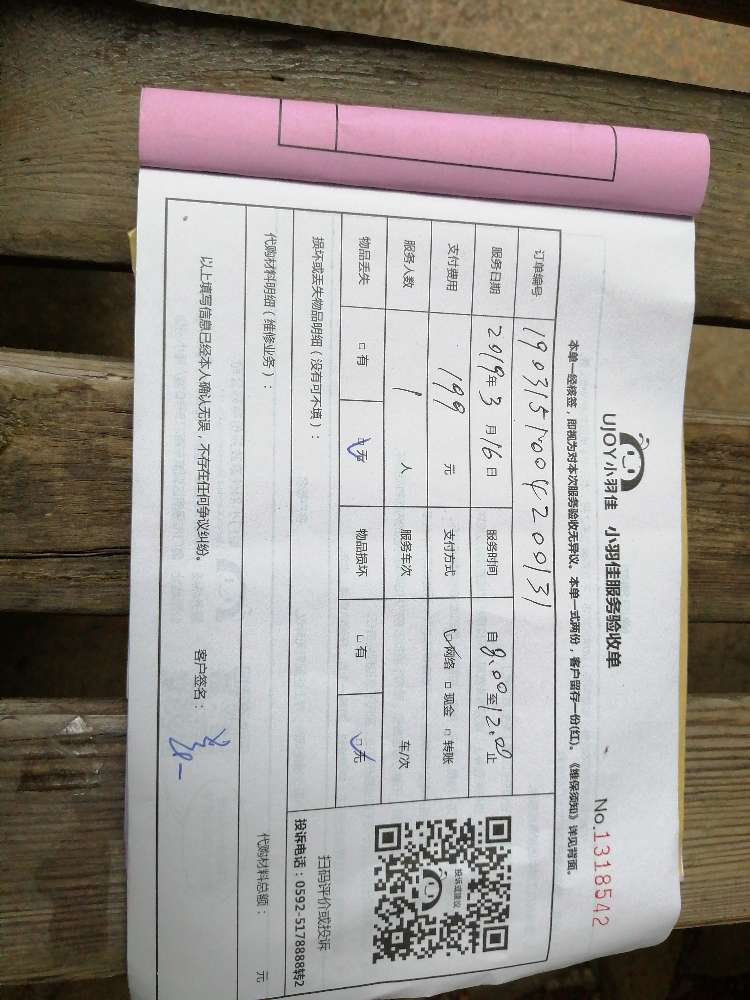 UJOY小羽佳 小羽佳服务验收单
No.1318542
本单一经核签，即视为对本次服务验收无异议。本单一式两份，客户留存一份(红)。《维保须知》详见背面。
订单编号 1903151004200131
服务日期 2019年3月16日 服务时间 自8:00至12:00止
支付费用 199元 支付方式 ☑网络 □现金 □转账
服务人数 1人 服务车次 车/次
物品丢失 □有 ☑无 物品损坏 □有 ☑无
投诉或建议
扫码评价或投诉
投诉电话：0592-5178888转2
损坏或丢失物品明细（没有可不填）：
代购材料明细（维修业务）：
代购材料总额： 元
以上填写信息已经本人确认无误，不存在任何争议纠纷。
客户签名：